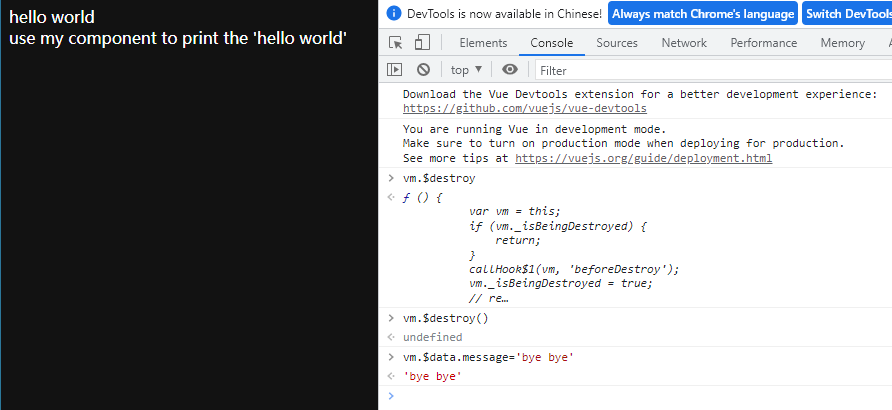 hello world
use my component to print the 'hello world'
DevTools is now available in Chinese!
Always match Chrome's language
Switch DevTools
Elements
Console
Sources
Network
Performance
Memory
top
Filter
Download the Vue Devtools extension for a better development experience:
https://github.com/vuejs/vue-devtools
You are running Vue in development mode.
Make sure to turn on production mode when deploying for production.
See more tips at https://vuejs.org/guide/deployment.html
> vm.$destroy
ƒ () {
var vm = this;
if (vm._isBeingDestroyed) {
return;
}
callHook$1(vm, 'beforeDestroy');
vm._isBeingDestroyed = true;
// re…
> vm.$destroy()
undefined
> vm.$data.message='bye bye'
'bye bye'
>